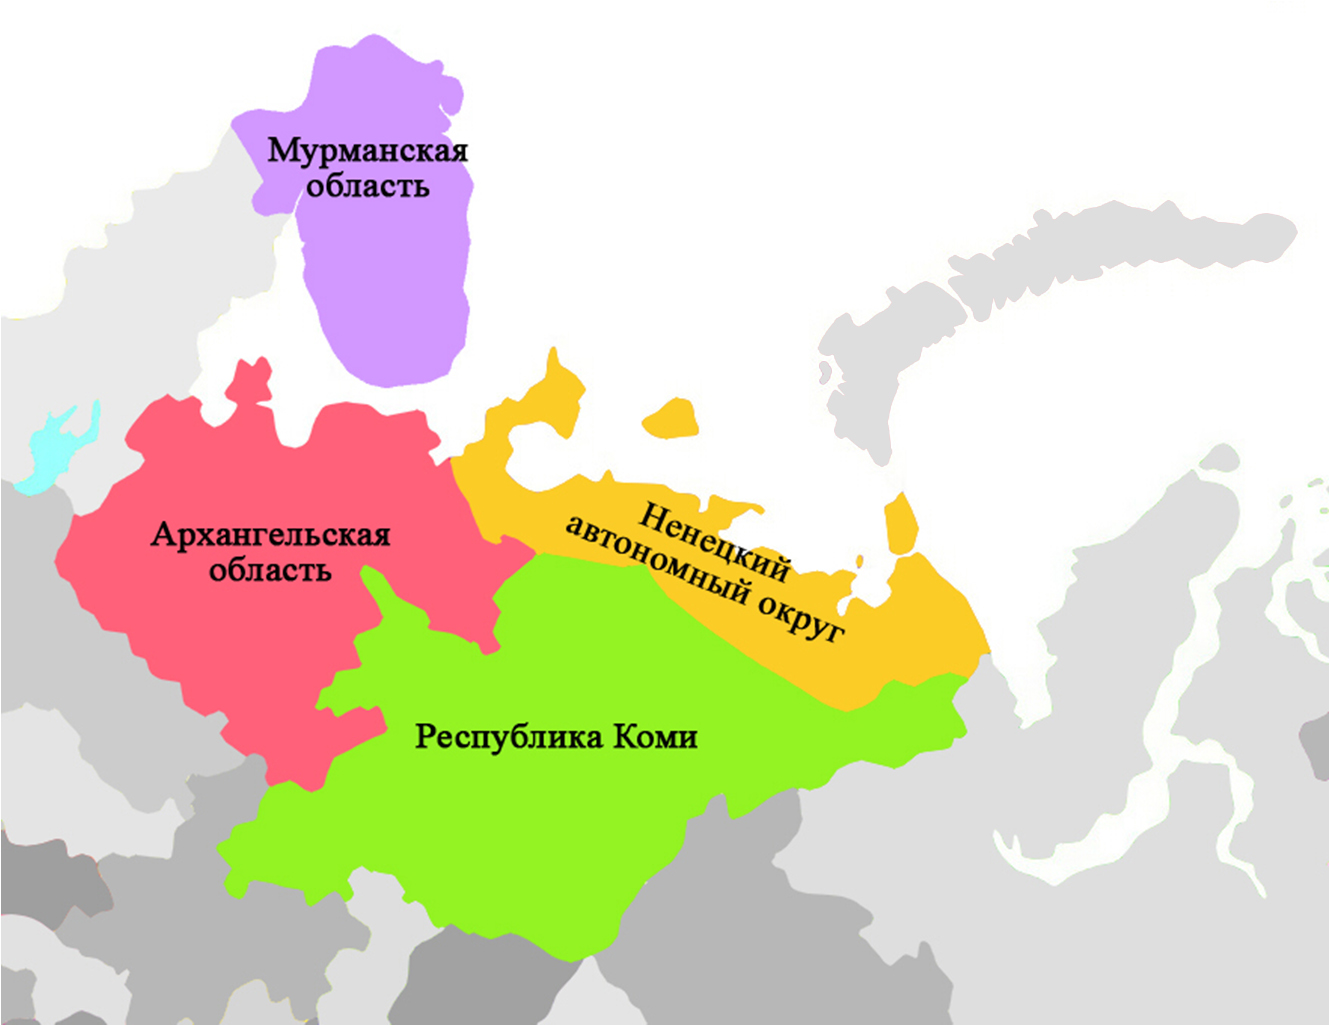 Мурманская
область
Архангельская
область
Ненецкий
автономный округ
Республика Коми